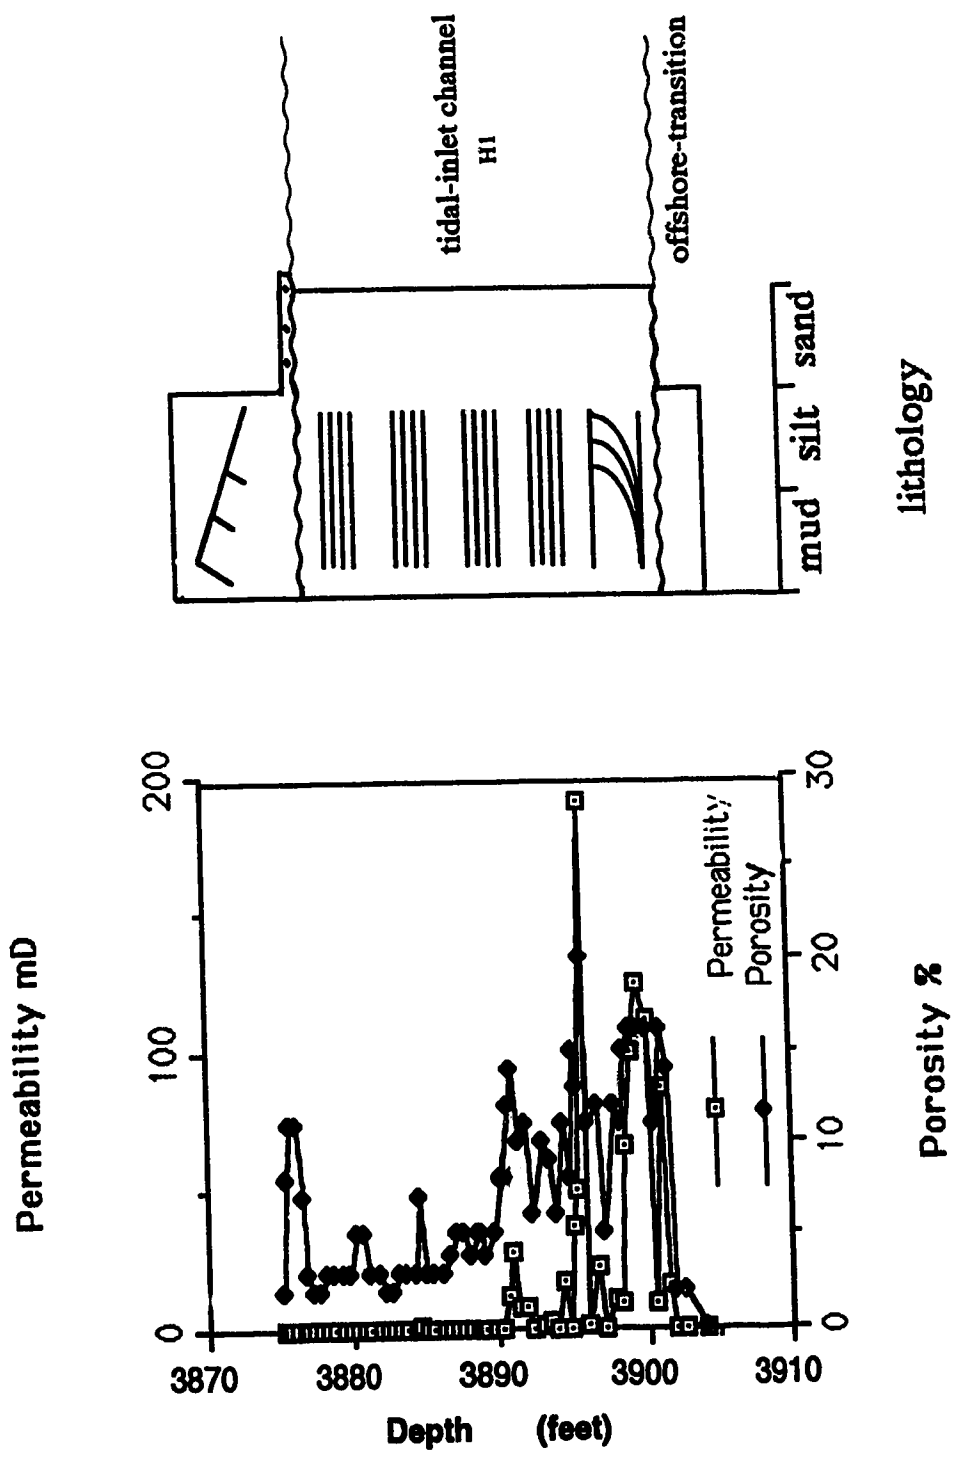 tidal-inlet channel
H1
offshore-transition
mud silt sand
lithology
Permeability mD
0 100 200
3870 3880 3890 3900 3910
Depth (feet)
Permeability
Porosity
0 10 20 30
Porosity %